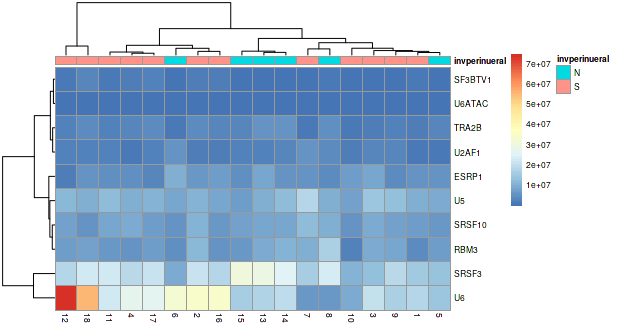 invperinueral
SF3BTV1
U6ATAC
TRA2B
U2AF1
ESRP1
U5
SRSF10
RBM3
SRSF3
U6
12 18 11 4 17 6 2 16 15 13 14 7 8 10 3 9 1 5
7e+07
6e+07
5e+07
4e+07
3e+07
2e+07
1e+07
invperinueral
N
S